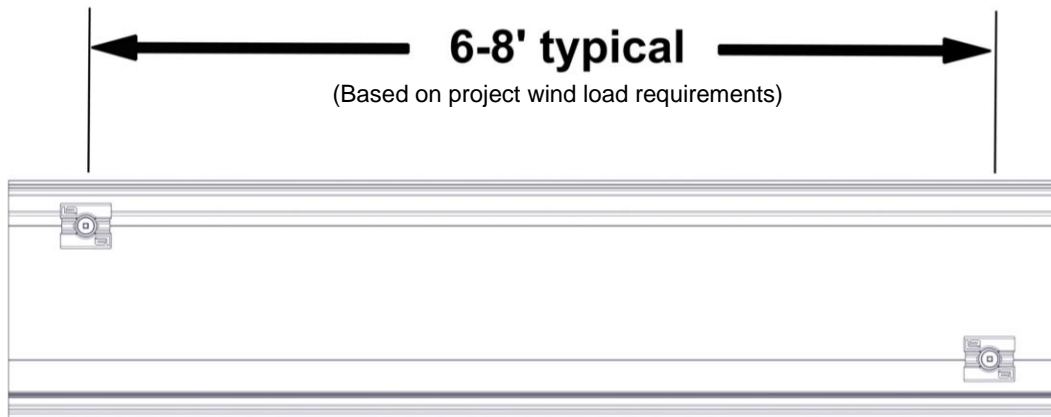 6-8' typical
(Based on project wind load requirements)